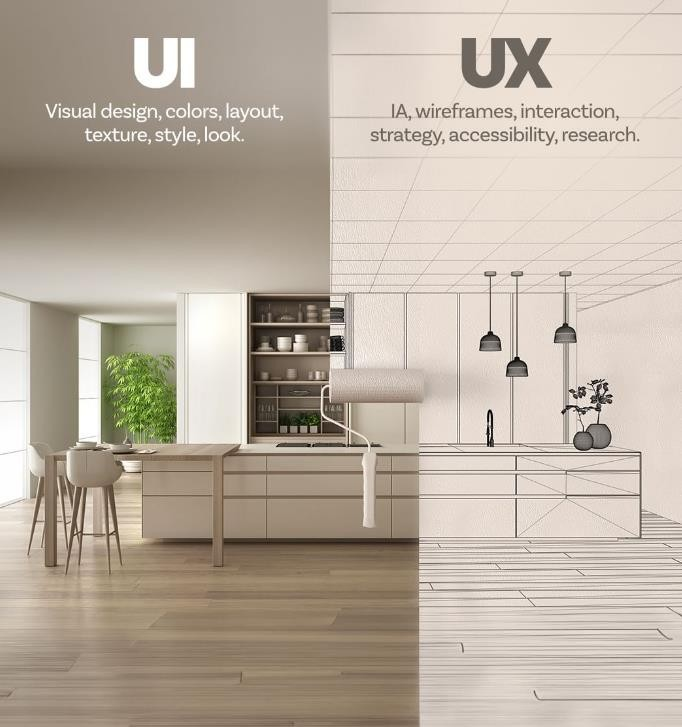 UI
Visual design, colors, layout,
texture, style, look.
UX
IA, wireframes, interaction,
strategy, accessibility, research.